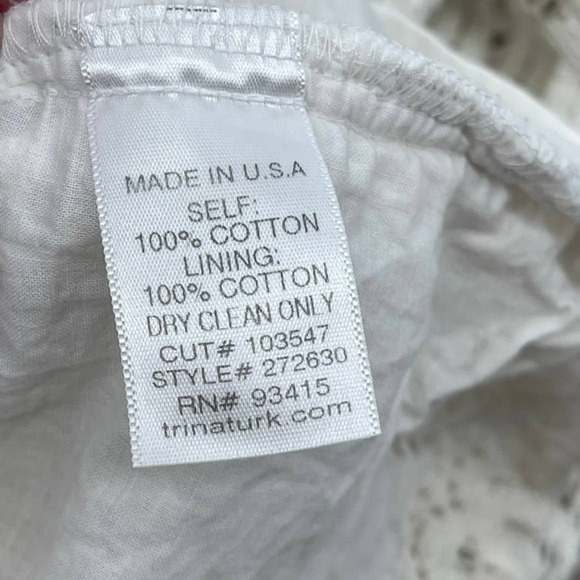 MADE IN U.S.A
SELF:
100% COTTON
LINING:
100% COTTON
DRY CLEAN ONLY
CUT# 103547
STYLE# 272630
RN# 93415
trinaturk.com